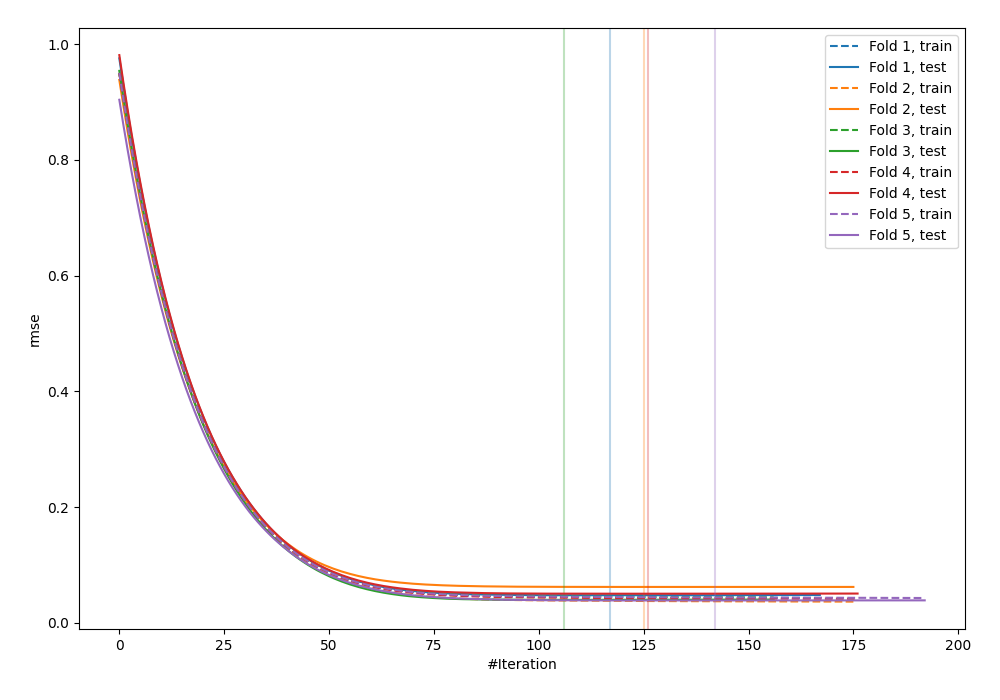 1.0
0.8
0.6
0.4
0.2
0.0
rmse
0
25
50
75
100
125
150
175
200
#Iteration
Fold 1, train
Fold 1, test
Fold 2, train
Fold 2, test
Fold 3, train
Fold 3, test
Fold 4, train
Fold 4, test
Fold 5, train
Fold 5, test